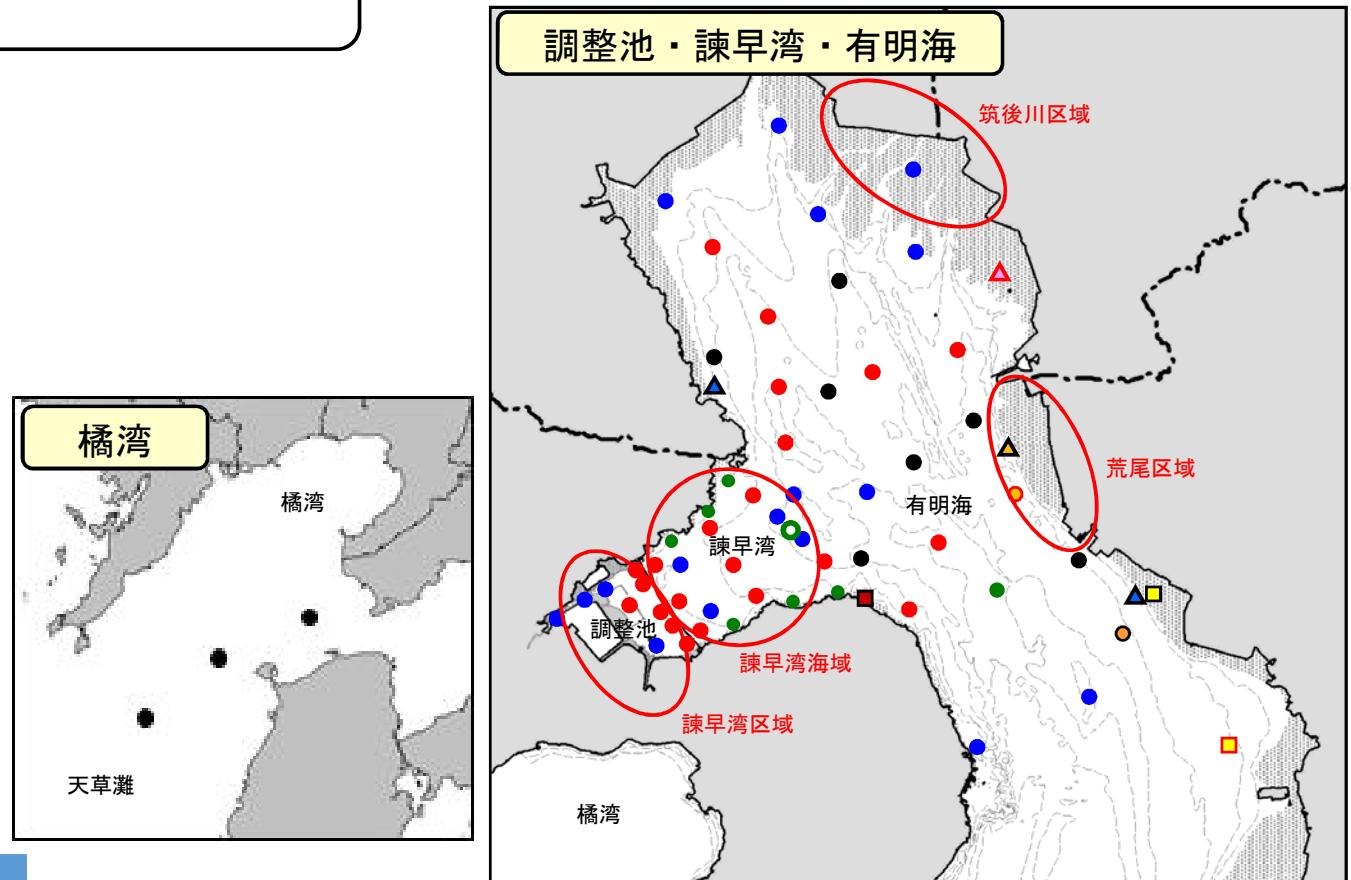 調整池・諫早湾・有明海
筑後川区域
橘湾
橘湾
荒尾区域
有明海
諫早湾
調整池
諫早湾海域
諫早湾区域
天草灘
橘湾